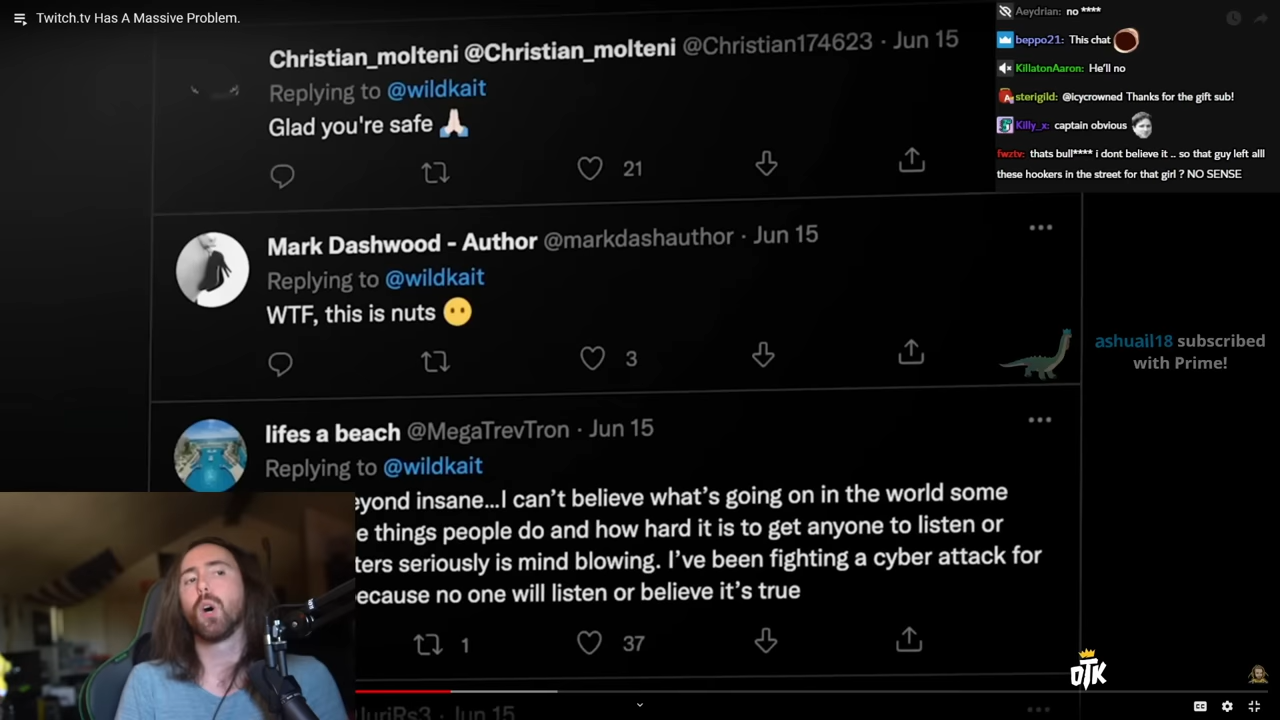 Twitch.tv Has A Massive Problem.
Christian_molteni @Christian_molteni @Christian174623 · Jun 15
Replying to @wildkait
Glad you're safe 🙏🏻
21
Mark Dashwood - Author @markdashauthor · Jun 15
Replying to @wildkait
WTF, this is nuts 😶
3
lifes a beach @MegaTrevTron · Jun 15
Replying to @wildkait
eyond insane...I can't believe what's going on in the world some
e things people do and how hard it is to get anyone to listen or
ters seriously is mind blowing. I've been fighting a cyber attack for
ecause no one will listen or believe it's true
1 37
Jun 15
Aeydrian: no ****
beppo21: This chat
KillatonAaron: He'll no
sterigild: @icycrowned Thanks for the gift sub!
Killy_x: captain obvious
fwztv: thats bull**** i dont believe it .. so that guy left alll
these hookers in the street for that girl ? NO SENSE
ashuail18 subscribed
with Prime!
OTK
CC